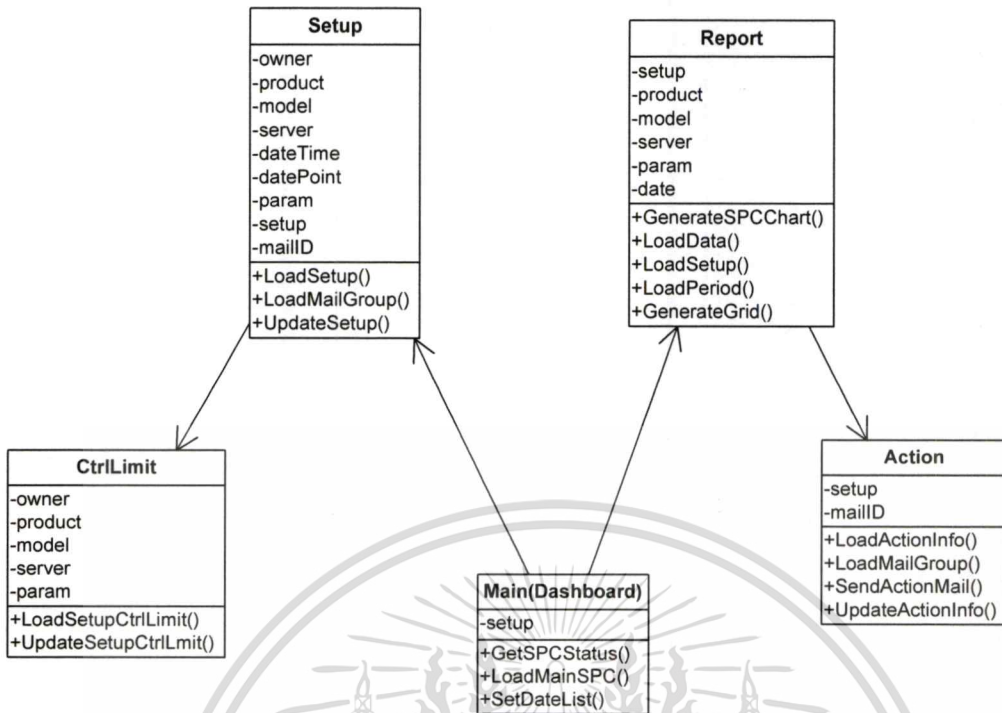 Setup
-owner
-product
-model
-server
-dateTime
-datePoint
-param
-setup
-mailID
+LoadSetup()
+LoadMailGroup()
+UpdateSetup()
Report
-setup
-product
-model
-server
-param
-date
+GenerateSPCChart()
+LoadData()
+LoadSetup()
+LoadPeriod()
+GenerateGrid()
CtrlLimit
-owner
-product
-model
-server
-param
+LoadSetupCtrlLimit()
+UpdateSetupCtrlLmit()
Main(Dashboard)
-setup
+GetSPCStatus()
+LoadMainSPC()
+SetDateList()
Action
-setup
-mailID
+LoadActionInfo()
+LoadMailGroup()
+SendActionMail()
+UpdateActionInfo()